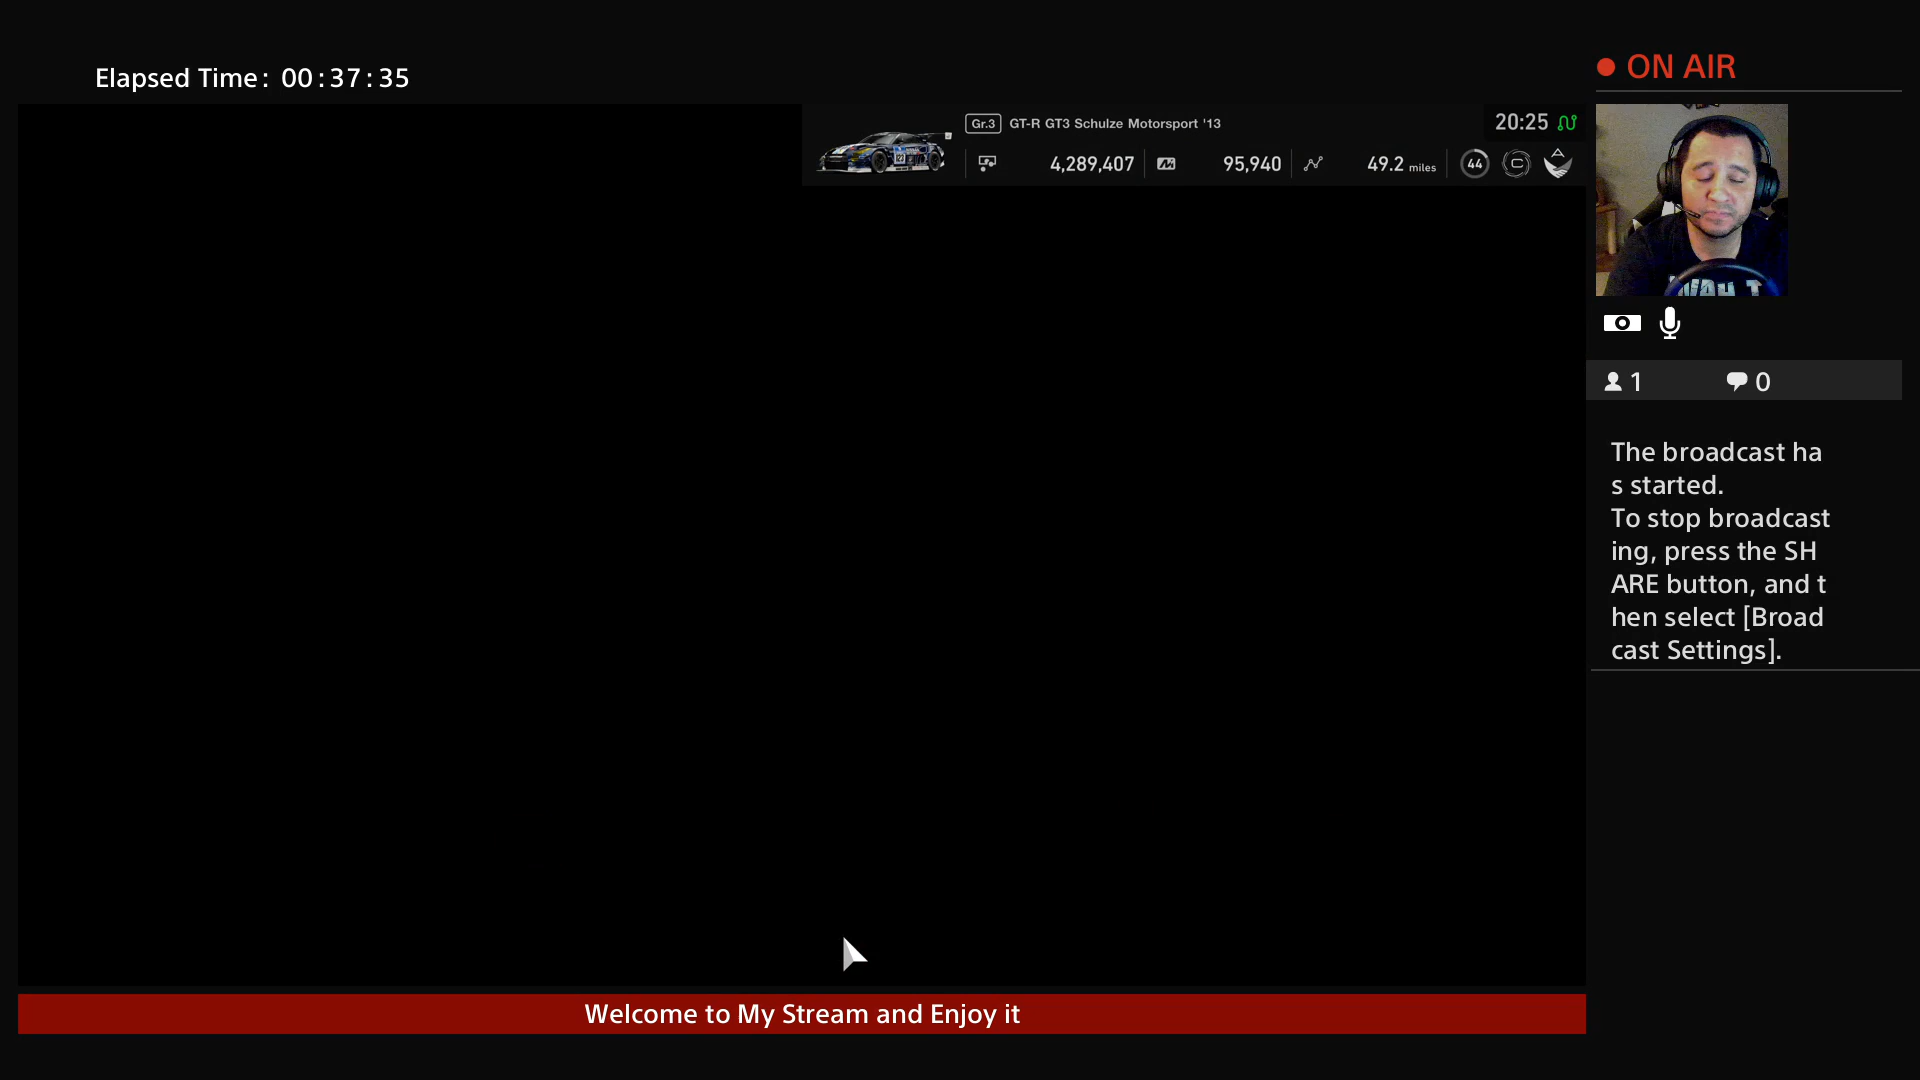 Elapsed Time: 00:37:35
ON AIR
Gr.3 GT-R GT3 Schulze Motorsport '13
20:25
4,289,407 95,940 49.2 miles 44 C
1 0
The broadcast ha
s started.
To stop broadcast
ing, press the SH
ARE button, and t
hen select [Broad
cast Settings].
Welcome to My Stream and Enjoy it